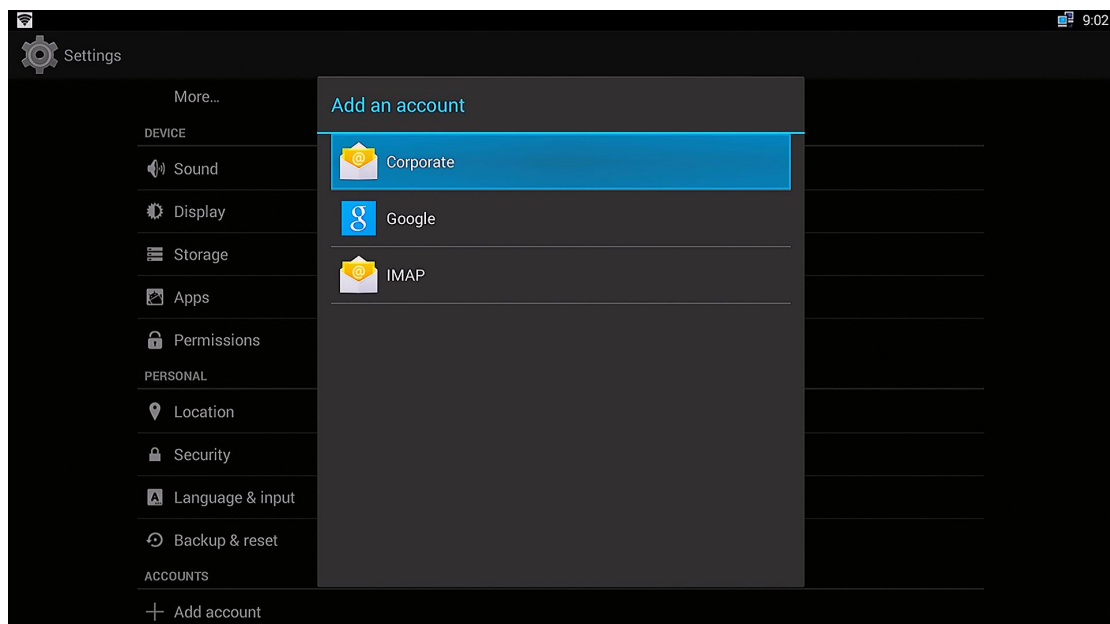 9:02
Settings
More...
DEVICE
Sound
Display
Storage
Apps
Permissions
PERSONAL
Location
Security
Language & input
Backup & reset
ACCOUNTS
Add account
Add an account
@ Corporate
g Google
@ IMAP